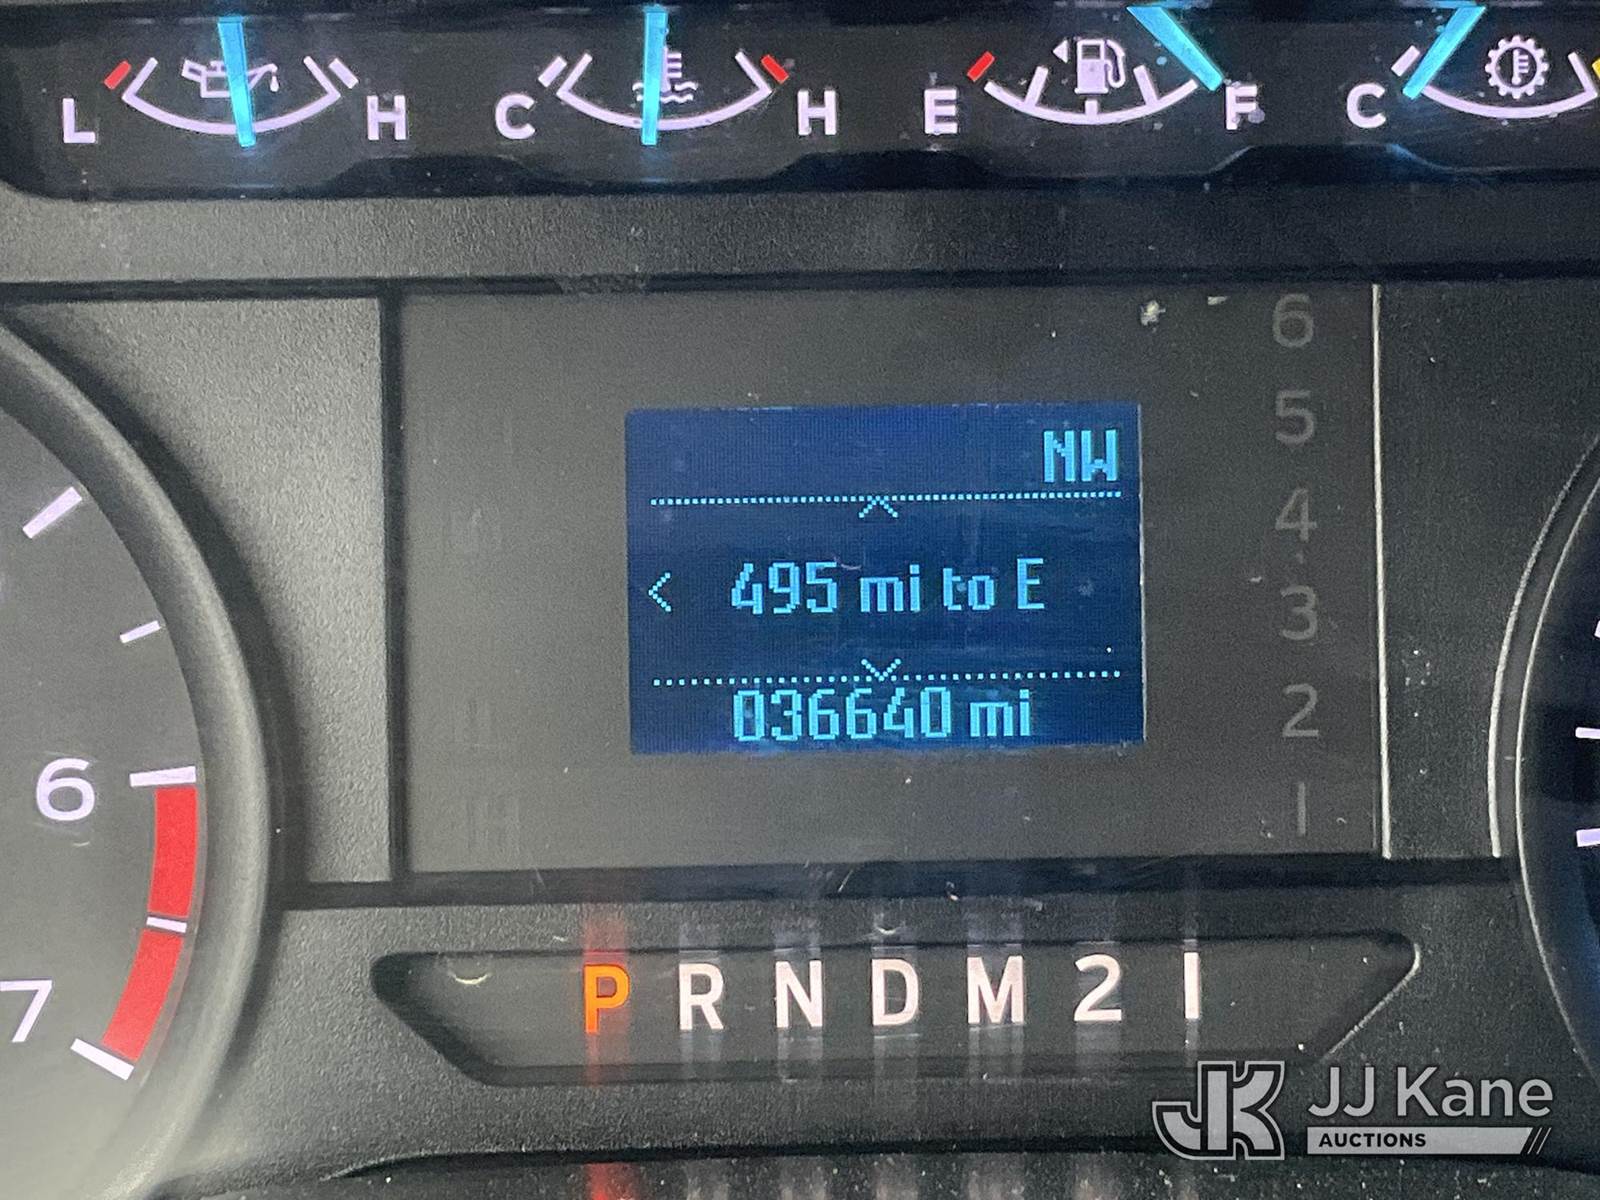 L H C H E F C
6
5
4
3
2
1
NW
495 mi to E
036640 mi
6
7
P R N D M 2 1
JK JJ Kane
AUCTIONS